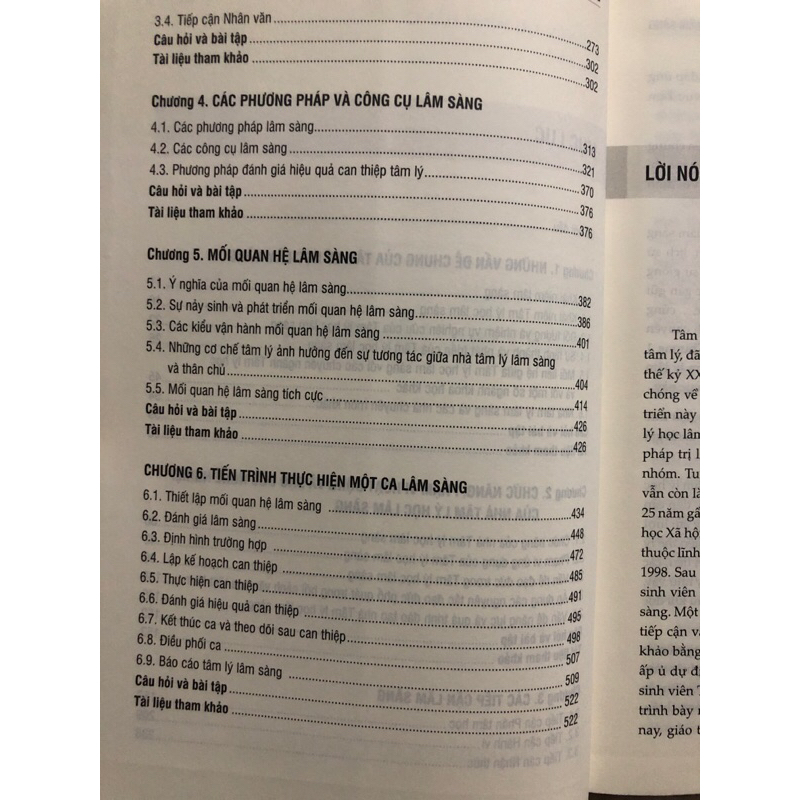 3.4. Tiếp cận Nhân văn 273
Câu hỏi và bài tập 302
Tài liệu tham khảo 302
Chương 4. CÁC PHƯƠNG PHÁP VÀ CÔNG CỤ LÂM SÀNG
4.1. Các phương pháp lâm sàng 313
4.2. Các công cụ lâm sàng 321
4.3. Phương pháp đánh giá hiệu quả can thiệp tâm lý 370
Câu hỏi và bài tập 376
Tài liệu tham khảo 376
Chương 5. MỐI QUAN HỆ LÂM SÀNG
5.1. Ý nghĩa của mối quan hệ lâm sàng 382
5.2. Sự nảy sinh và phát triển mối quan hệ lâm sàng 386
5.3. Các kiểu vận hành mối quan hệ lâm sàng 401
5.4. Những cơ chế tâm lý ảnh hưởng đến sự tương tác giữa nhà tâm lý lâm sàng
và thân chủ 404
5.5. Mối quan hệ lâm sàng tích cực 414
Câu hỏi và bài tập 426
Tài liệu tham khảo 426
CHƯƠNG 6. TIẾN TRÌNH THỰC HIỆN MỘT CA LÂM SÀNG
6.1. Thiết lập mối quan hệ lâm sàng 434
6.2. Đánh giá lâm sàng 448
6.3. Định hình trường hợp 472
6.4. Lập kế hoạch can thiệp 485
6.5. Thực hiện can thiệp 491
6.6. Đánh giá hiệu quả can thiệp 495
6.7. Kết thúc ca và theo dõi sau can thiệp 498
6.8. Điều phối ca 507
6.9. Báo cáo tâm lý lâm sàng 509
Câu hỏi và bài tập 522
Tài liệu tham khảo 522
LỜI NÓ
Tâm
tâm lý, đã
thế kỷ XX
chóng về
triển này
lý học lâm
pháp trị l
nhóm. Tu
vẫn còn là
25 năm gầ
học Xã hộ
thuộc lĩnh
1998. Sau
sinh viên
sàng. Một
tiếp cận và
khảo bằng
ấp ủ dự đị
sinh viên T
trình bày n
nay, giáo t